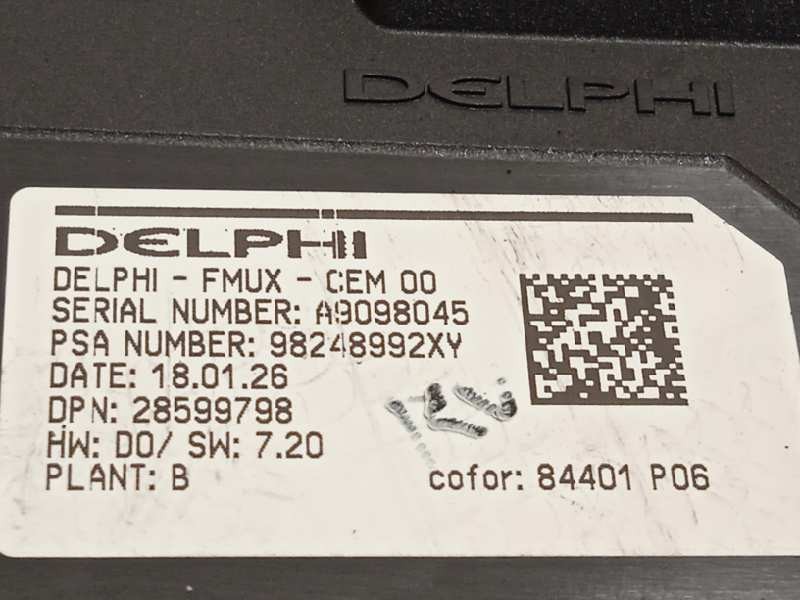 DELPHI
DELPHI
DELPHI - FMUX - CEM 00
SERIAL NUMBER: A9098045
PSA NUMBER: 98248992XY
DATE: 18.01.26
DPN: 28599798
HW: D0/ SW: 7.20
PLANT: B
cofor: 84401 P06